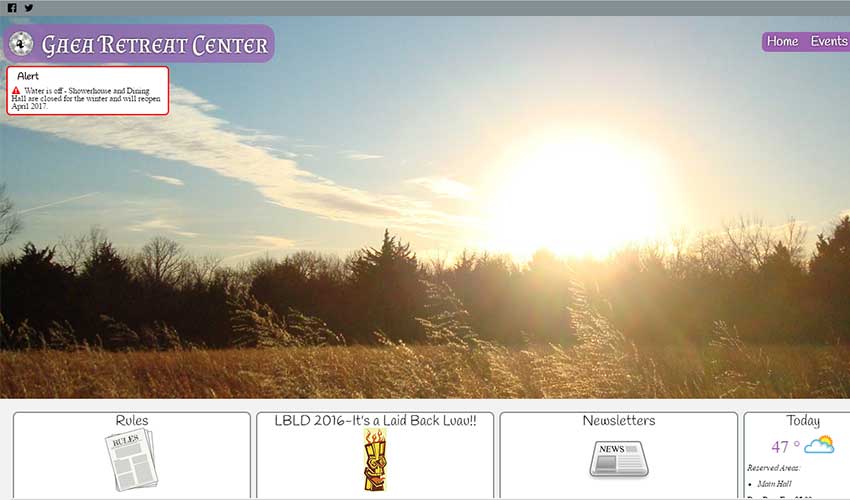 Gaea Retreat Center
Home Events
Alert
Water is off - Showerhouse and Dining
Hall are closed for the winter and will reopen
April 2017.
Rules
RULES
LBLD 2016-It's a Laid Back Luau!!
Newsletters
NEWS
Today
47 °
Reserved Areas:
Main Hall